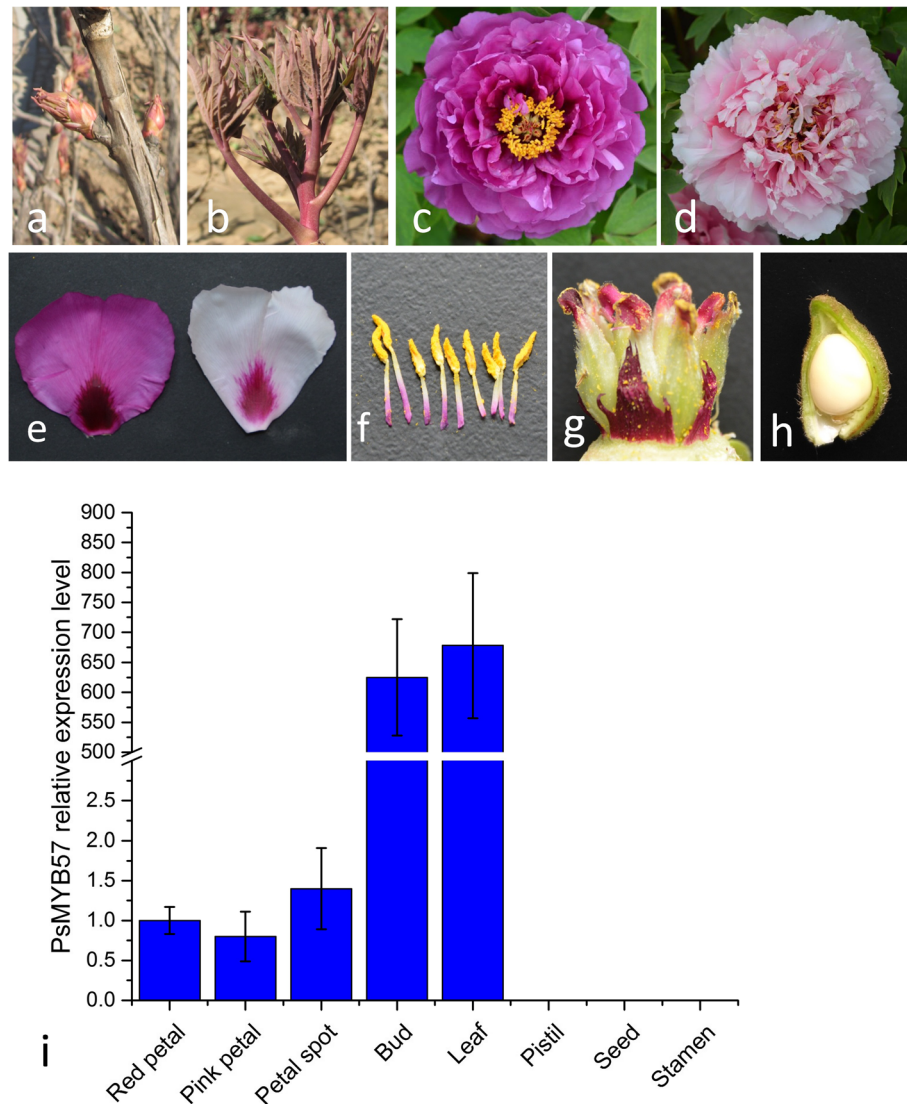 a
b
c
d
e
f
g
h
PsMYB57 relative expression level
900
850
800
750
700
650
600
550
500
2.5
2.0
1.5
1.0
0.5
0.0
Red petal
Pink petal
Petal spot
Bud
Leaf
Pistil
Seed
Stamen
i